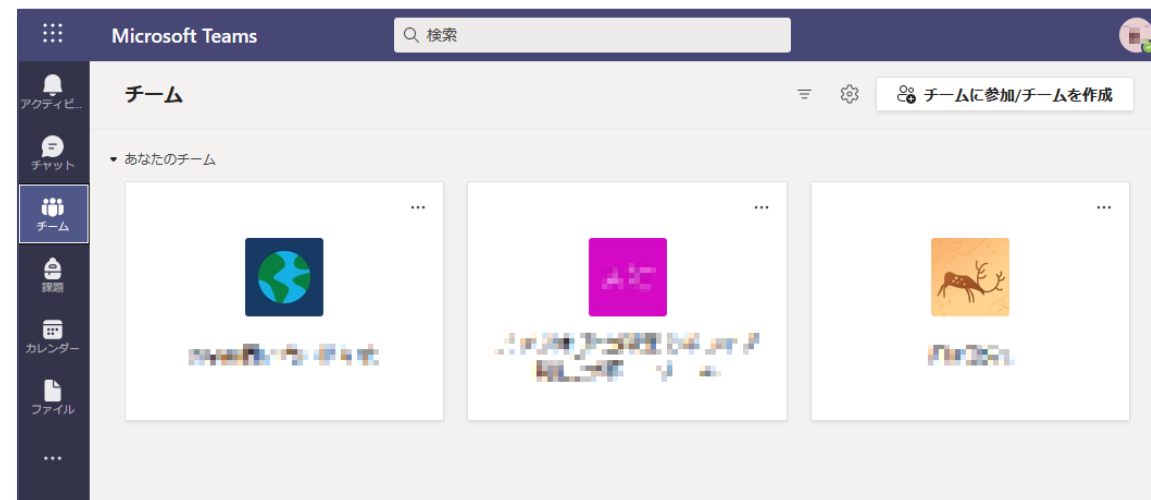 Microsoft Teams
検索
アクティビ...
チャット
チーム
課題
カレンダー
ファイル
チーム
チームに参加/チームを作成
あなたのチーム